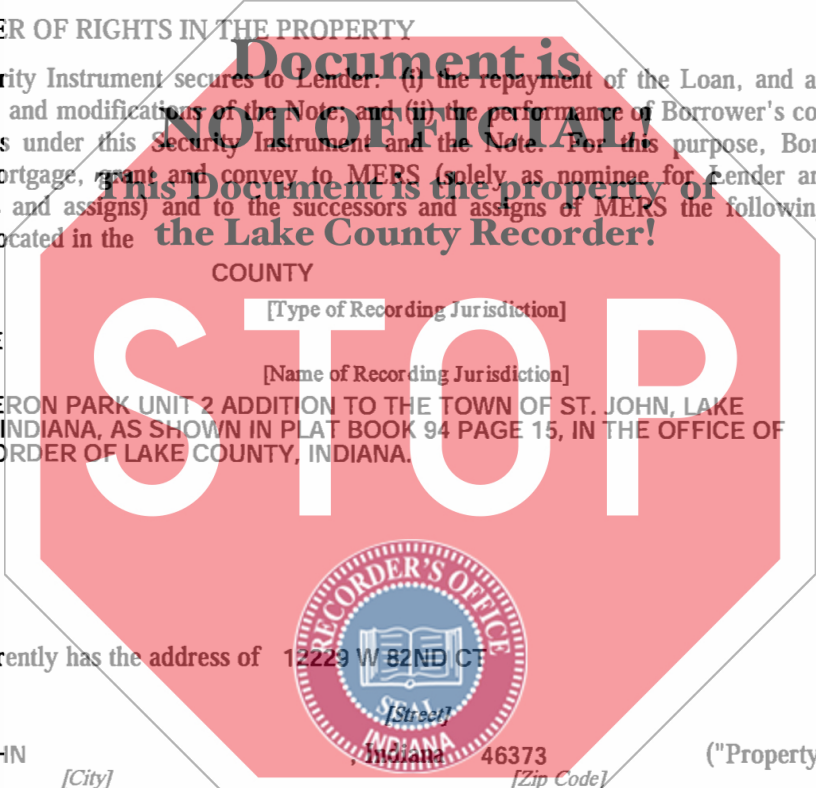 ER OF RIGHTS IN THE PROPERTY
Document is
rity Instrument secures to Lender: (i) the repayment of the Loan, and a
and modifications of the Note; and (ii) the performance of Borrower's co
NOT OFFICIAL!
s under this Security Instrument and the Note. For this purpose, Bor
ortgage, grant and convey to MERS (solely as nominee for Lender an
This Document is the property of
and assigns) and to the successors and assigns of MERS the followin
ocated in the
the Lake County Recorder!
COUNTY
[Type of Recording Jurisdiction]
STOP
E
[Name of Recording Jurisdiction]
ERON PARK UNIT 2 ADDITION TO THE TOWN OF ST. JOHN, LAKE
INDIANA, AS SHOWN IN PLAT BOOK 94 PAGE 15, IN THE OFFICE OF
ORDER OF LAKE COUNTY, INDIANA.
RECORDER'S OFFICE
rently has the address of 12229 W 82ND CT
SEAL
[Street]
INDIANA
HN , Indiana 46373 ("Property
[City] [Zip Code]